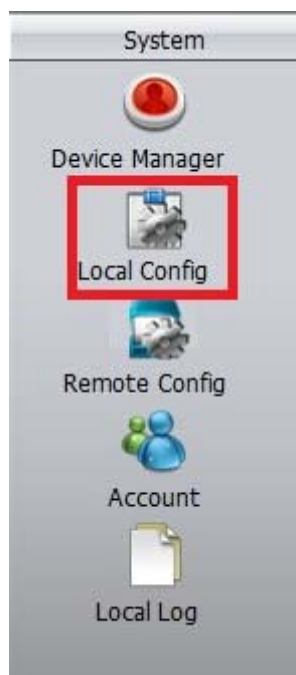 System
Device Manager
Local Config
Remote Config
Account
Local Log